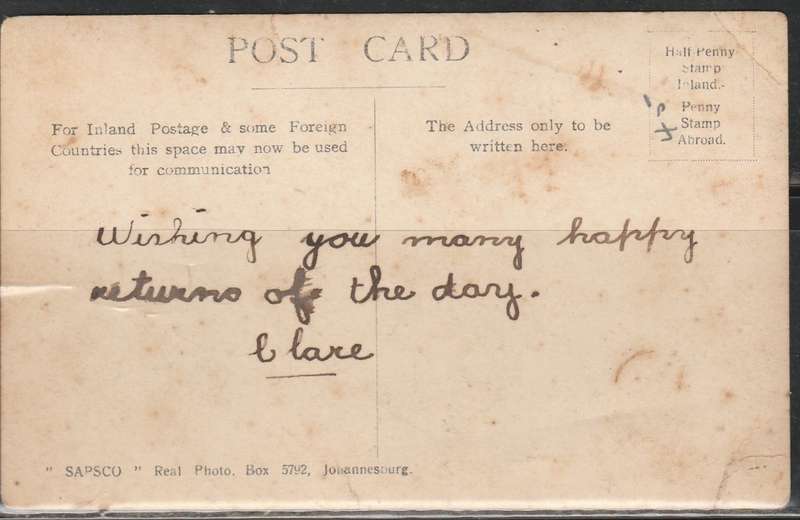 POST CARD
Half-Penny
Stamp
Inland.-
Penny
Stamp
Abroad.
For Inland Postage & some Foreign
Countries this space may now be used
for communication
The Address only to be
written here.
Wishing you many happy
returns of the day.
Clare
" SAPSCO " Real Photo, Box 5792, Johannesburg.